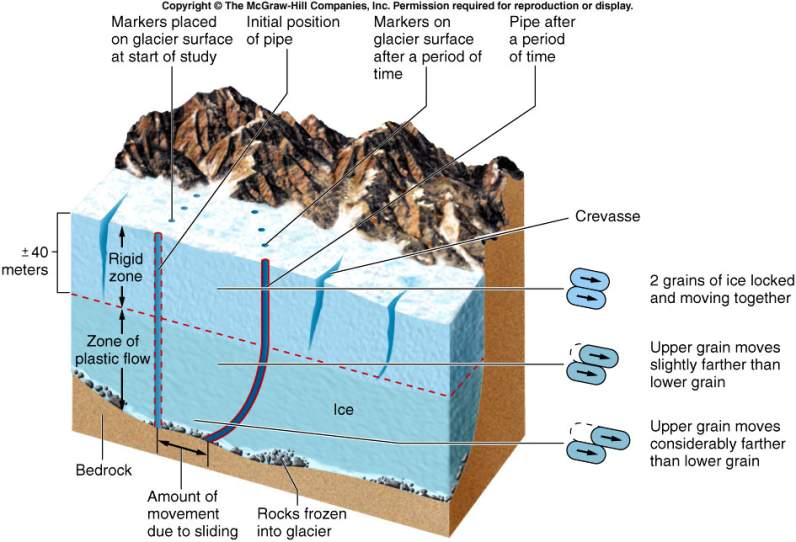 Copyright © The McGraw-Hill Companies, Inc. Permission required for reproduction or display.
Markers placed
on glacier surface
at start of study
Initial position
of pipe
Markers on
glacier surface
after a period of
time
Pipe after
a period
of time
Crevasse
±40
meters
Rigid
zone
2 grains of ice locked
and moving together
Zone of
plastic flow
Upper grain moves
slightly farther than
lower grain
Ice
Upper grain moves
considerably farther
than lower grain
Bedrock
Amount of
movement
due to sliding
Rocks frozen
into glacier